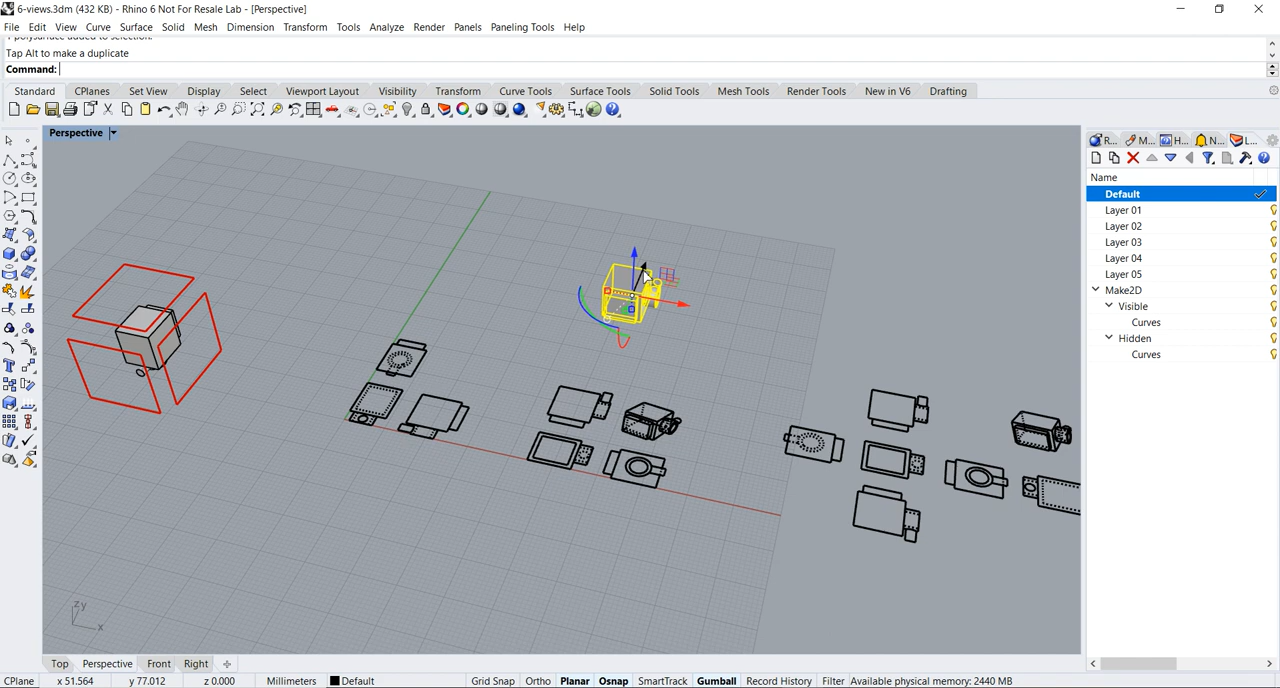 6-views.3dm (432 KB) - Rhino 6 Not For Resale Lab - [Perspective]
File Edit View Curve Surface Solid Mesh Dimension Transform Tools Analyze Render Panels Paneling Tools Help
1 polysurface added to selection.
Tap Alt to make a duplicate
Command:
Standard CPlanes Set View Display Select Viewport Layout Visibility Transform Curve Tools Surface Tools Solid Tools Mesh Tools Render Tools New in V6 Drafting
Perspective
R... M... H... N... L...
Name
Default
Layer 01
Layer 02
Layer 03
Layer 04
Layer 05
Make2D
Visible
Curves
Hidden
Curves
z y
x
Top Perspective Front Right
CPlane x 51.564 y 77.012 z 0.000 Millimeters Default Grid Snap Ortho Planar Osnap SmartTrack Gumball Record History Filter Available physical memory: 2440 MB